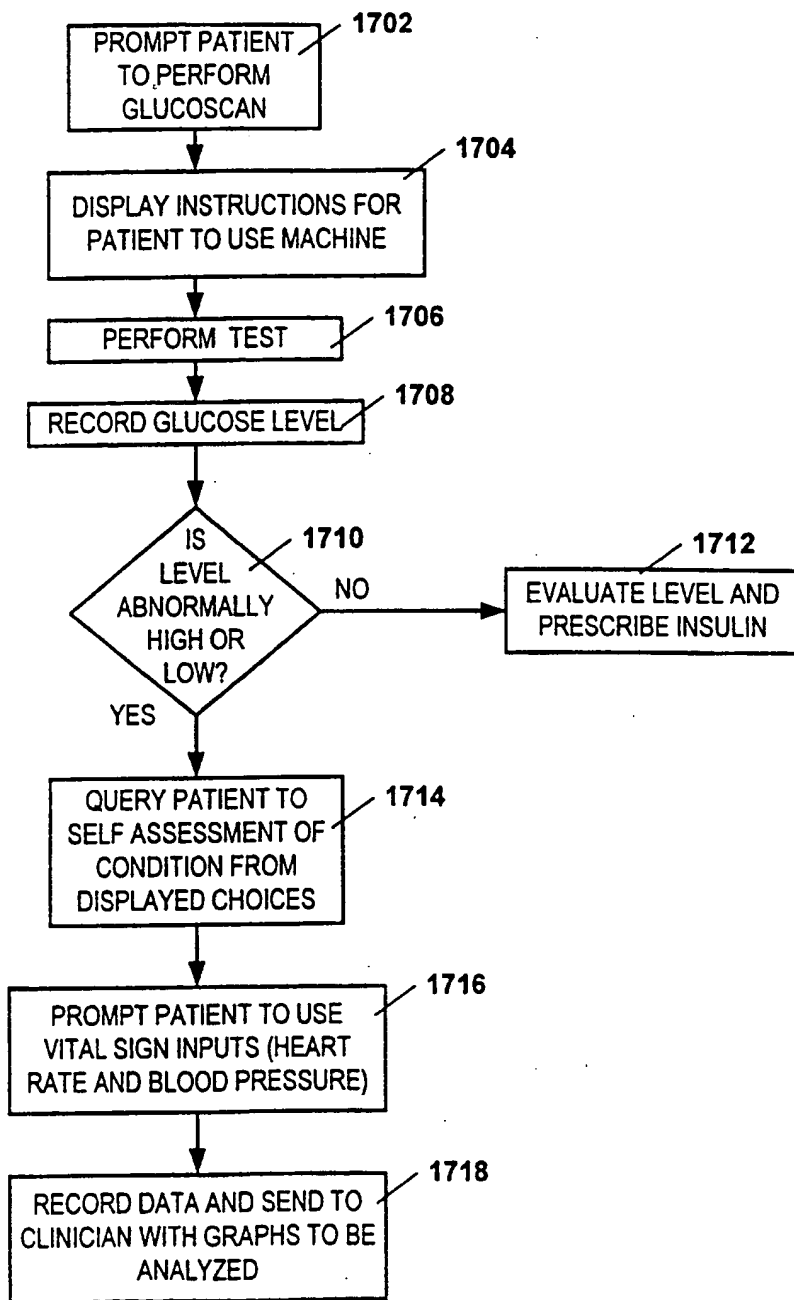 1702
PROMPT PATIENT
TO PERFORM
GLUCOSCAN
1704
DISPLAY INSTRUCTIONS FOR
PATIENT TO USE MACHINE
1706
PERFORM TEST
1708
RECORD GLUCOSE LEVEL
1710
IS
LEVEL
ABNORMALLY
HIGH OR
LOW?
NO
1712
EVALUATE LEVEL AND
PRESCRIBE INSULIN
YES
1714
QUERY PATIENT TO
SELF ASSESSMENT OF
CONDITION FROM
DISPLAYED CHOICES
1716
PROMPT PATIENT TO USE
VITAL SIGN INPUTS (HEART
RATE AND BLOOD PRESSURE)
1718
RECORD DATA AND SEND TO
CLINICIAN WITH GRAPHS TO BE
ANALYZED